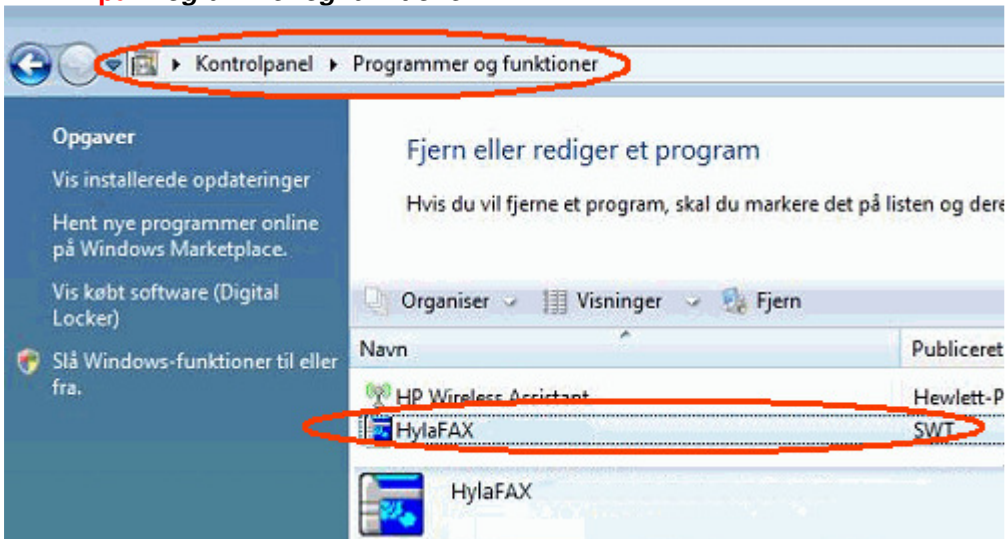 Kontrolpanel ▸ Programmer og funktioner
Opgaver
Vis installerede opdateringer
Hent nye programmer online
på Windows Marketplace.
Vis købt software (Digital
Locker)
Slå Windows-funktioner til eller
fra.
Fjern eller rediger et program
Hvis du vil fjerne et program, skal du markere det på listen og dere
Organiser Visninger Fjern
Navn Publiceret
HP Wireless Assistant Hewlett-P
HylaFAX SWT
HylaFAX